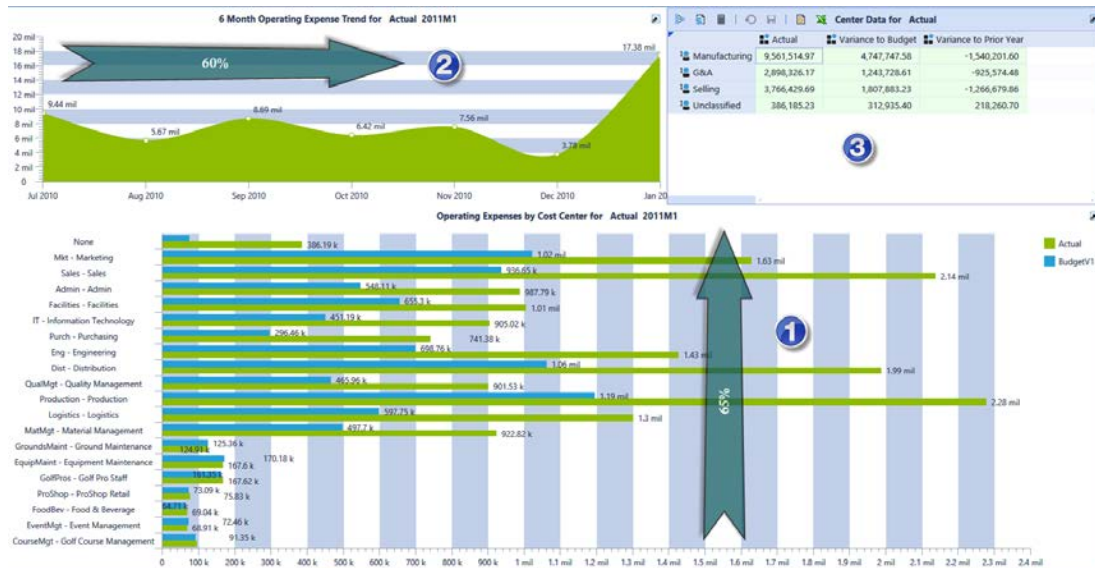 6 Month Operating Expense Trend for Actual 2011M1
20 mil
18 mil
16 mil
14 mil
12 mil
10 mil
8 mil
6 mil
4 mil
2 mil
0
60%
2
17.38 mil
9.44 mil
5.67 mil
8.69 mil
6.42 mil
7.56 mil
3.78 mil
Jul 2010 Aug 2010 Sep 2010 Oct 2010 Nov 2010 Dec 2010 Jan 20
Center Data for Actual
Actual Variance to Budget Variance to Prior Year
Manufacturing 9,561,514.97 4,747,747.58 -1,540,201.60
G&A 2,898,326.17 1,243,728.61 -925,574.48
Selling 3,766,429.69 1,807,883.23 -1,266,679.86
Unclassified 386,185.23 312,935.40 218,260.70
3
Operating Expenses by Cost Center for Actual 2011M1
Actual
BudgetV1
None 386.19 k
Mkt - Marketing 1.02 mil 1.63 mil
Sales - Sales 936.65 k 2.14 mil
Admin - Admin 548.11 k 987.79 k
Facilities - Facilities 655.3 k 1.01 mil
IT - Information Technology 451.19 k 905.02 k
Purch - Purchasing 296.46 k 741.38 k
Eng - Engineering 698.76 k 1.43 mil
Dist - Distribution 1.06 mil 1.99 mil
QualMgt - Quality Management 465.96 k 901.53 k
Production - Production 1.19 mil 2.28 mil
Logistics - Logistics 597.75 k 1.3 mil
MatMgt - Material Management 497.7 k 922.82 k
GroundsMaint - Ground Maintenance 125.36 k 124.91 k
EquipMaint - Equipment Maintenance 170.18 k 167.6 k
GolfPros - Golf Pro Staff 161.35 k 167.62 k
ProShop - ProShop Retail 73.09 k 75.83 k
FoodBev - Food & Beverage 64.71 k 69.04 k
EventMgt - Event Management 72.46 k 68.91 k
CourseMgt - Golf Course Management 91.35 k
1
65%
0 100 k 200 k 300 k 400 k 500 k 600 k 700 k 800 k 900 k 1 mil 1.1 mil 1.2 mil 1.3 mil 1.4 mil 1.5 mil 1.6 mil 1.7 mil 1.8 mil 1.9 mil 2 mil 2.1 mil 2.2 mil 2.3 mil 2.4 mil